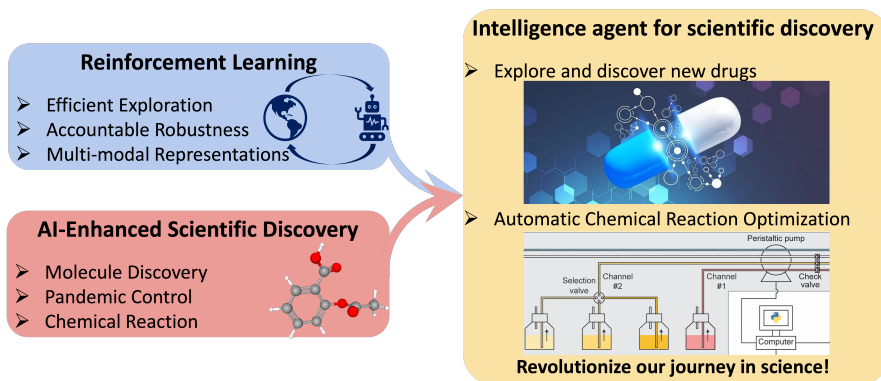 Reinforcement Learning
➢ Efficient Exploration
➢ Accountable Robustness
➢ Multi-modal Representations
AI-Enhanced Scientific Discovery
➢ Molecule Discovery
➢ Pandemic Control
➢ Chemical Reaction
Intelligence agent for scientific discovery
➢ Explore and discover new drugs
➢ Automatic Chemical Reaction Optimization
Peristaltic pump
Selection
valve
Channel
#2
Channel
#1
Check
valve
Computer
Revolutionize our journey in science!